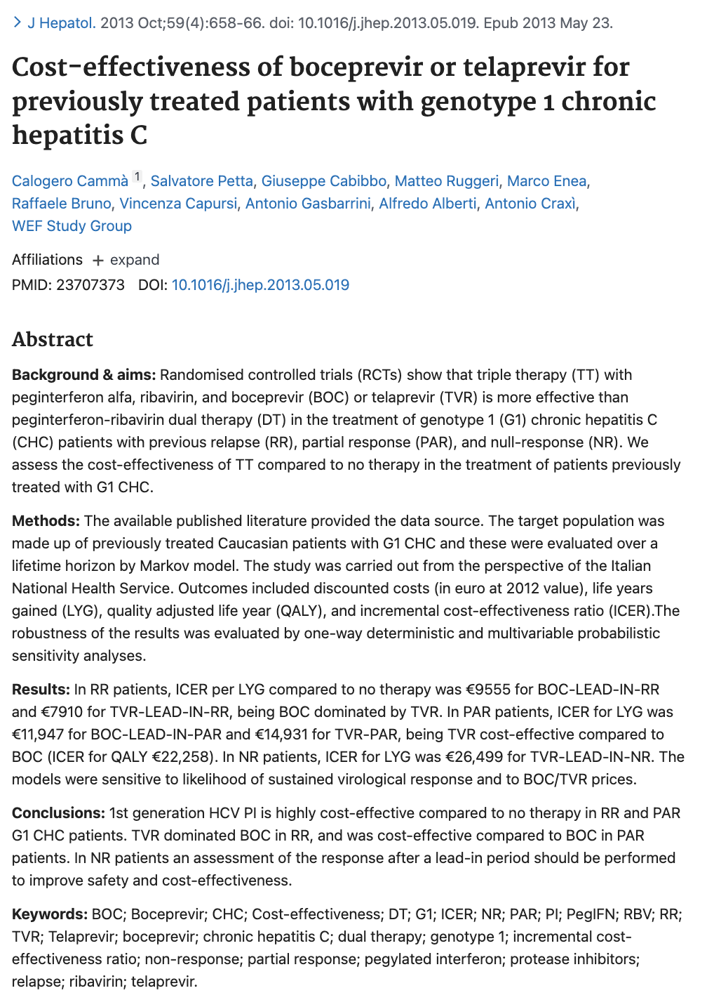 > J Hepatol. 2013 Oct;59(4):658-66. doi: 10.1016/j.jhep.2013.05.019. Epub 2013 May 23.
Cost-effectiveness of boceprevir or telaprevir for
previously treated patients with genotype 1 chronic
hepatitis C
Calogero Cammà 1, Salvatore Petta, Giuseppe Cabibbo, Matteo Ruggeri, Marco Enea,
Raffaele Bruno, Vincenza Capursi, Antonio Gasbarrini, Alfredo Alberti, Antonio Craxì,
WEF Study Group
Affiliations + expand
PMID: 23707373 DOI: 10.1016/j.jhep.2013.05.019
Abstract
Background & aims: Randomised controlled trials (RCTs) show that triple therapy (TT) with
peginterferon alfa, ribavirin, and boceprevir (BOC) or telaprevir (TVR) is more effective than
peginterferon-ribavirin dual therapy (DT) in the treatment of genotype 1 (G1) chronic hepatitis C
(CHC) patients with previous relapse (RR), partial response (PAR), and null-response (NR). We
assess the cost-effectiveness of TT compared to no therapy in the treatment of patients previously
treated with G1 CHC.
Methods: The available published literature provided the data source. The target population was
made up of previously treated Caucasian patients with G1 CHC and these were evaluated over a
lifetime horizon by Markov model. The study was carried out from the perspective of the Italian
National Health Service. Outcomes included discounted costs (in euro at 2012 value), life years
gained (LYG), quality adjusted life year (QALY), and incremental cost-effectiveness ratio (ICER).The
robustness of the results was evaluated by one-way deterministic and multivariable probabilistic
sensitivity analyses.
Results: In RR patients, ICER per LYG compared to no therapy was €9555 for BOC-LEAD-IN-RR
and €7910 for TVR-LEAD-IN-RR, being BOC dominated by TVR. In PAR patients, ICER for LYG was
€11,947 for BOC-LEAD-IN-PAR and €14,931 for TVR-PAR, being TVR cost-effective compared to
BOC (ICER for QALY €22,258). In NR patients, ICER for LYG was €26,499 for TVR-LEAD-IN-NR. The
models were sensitive to likelihood of sustained virological response and to BOC/TVR prices.
Conclusions: 1st generation HCV PI is highly cost-effective compared to no therapy in RR and PAR
G1 CHC patients. TVR dominated BOC in RR, and was cost-effective compared to BOC in PAR
patients. In NR patients an assessment of the response after a lead-in period should be performed
to improve safety and cost-effectiveness.
Keywords: BOC; Boceprevir; CHC; Cost-effectiveness; DT; G1; ICER; NR; PAR; PI; PegIFN; RBV; RR;
TVR; Telaprevir; boceprevir; chronic hepatitis C; dual therapy; genotype 1; incremental cost-
effectiveness ratio; non-response; partial response; pegylated interferon; protease inhibitors;
relapse; ribavirin; telaprevir.